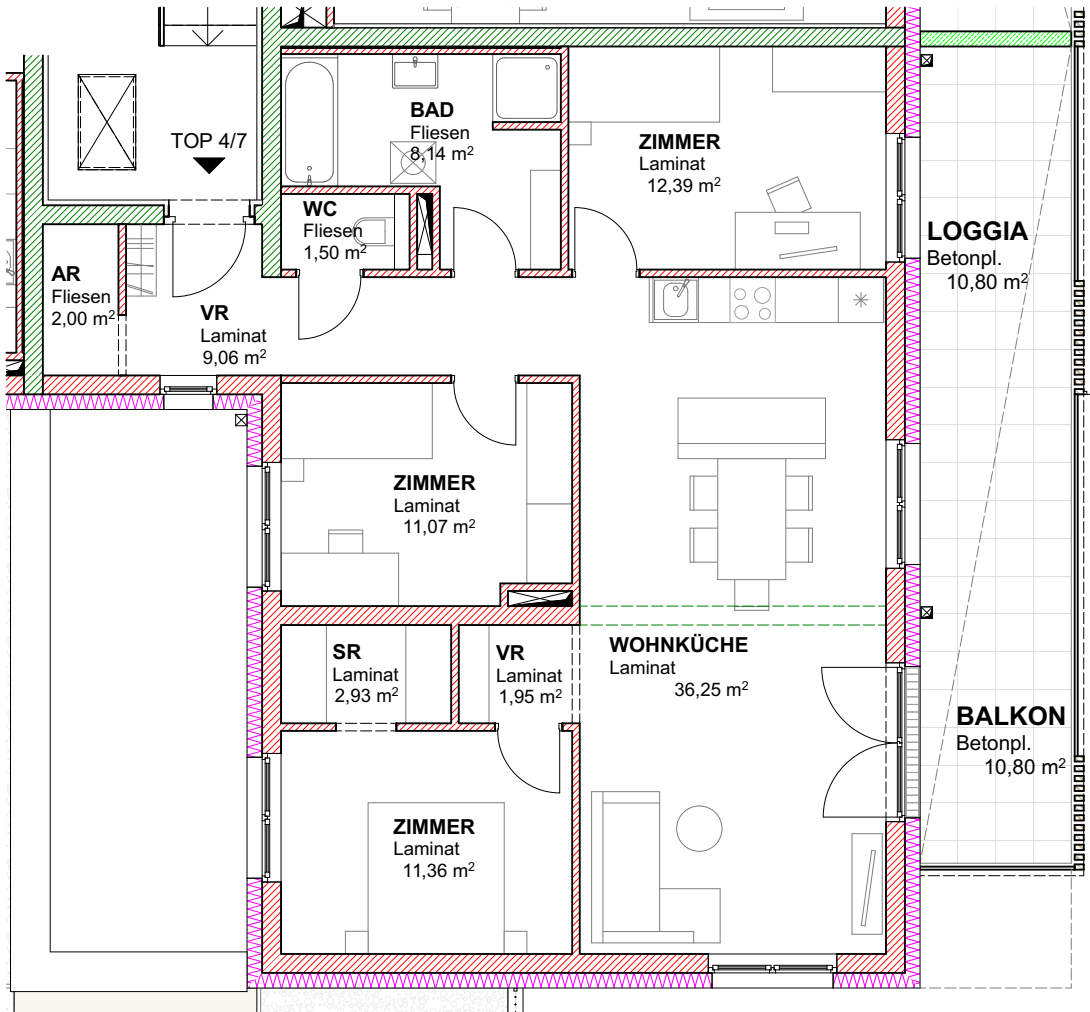 TOP 4/7
BAD
Fliesen
8,14 m²
ZIMMER
Laminat
12,39 m²
WC
Fliesen
1,50 m²
LOGGIA
Betonpl.
10,80 m²
AR
Fliesen
2,00 m²
VR
Laminat
9,06 m²
ZIMMER
Laminat
11,07 m²
SR
Laminat
2,93 m²
VR
Laminat
1,95 m²
WOHNKÜCHE
Laminat
36,25 m²
BALKON
Betonpl.
10,80 m²
ZIMMER
Laminat
11,36 m²